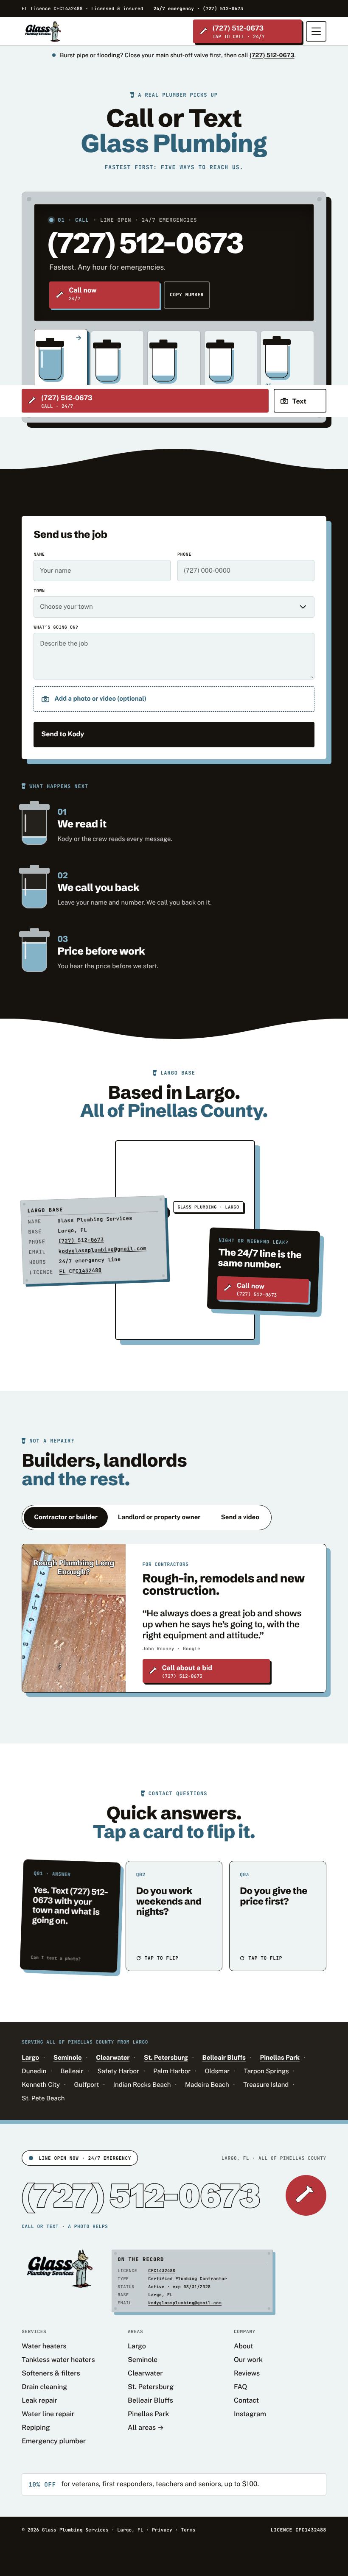 FL licence CFC1432488 · Licensed & insured 24/7 emergency · (727) 512-0673
Glass
Plumbing Services
(727) 512-0673
TAP TO CALL · 24/7
Burst pipe or flooding? Close your main shut-off valve first, then call (727) 512-0673.
A REAL PLUMBER PICKS UP
Call or Text
Glass Plumbing
FASTEST FIRST: FIVE WAYS TO REACH US.
01 · CALL · LINE OPEN · 24/7 EMERGENCIES
(727) 512-0673
Fastest. Any hour for emergencies.
Call now
24/7
COPY NUMBER
(727) 512-0673
CALL · 24/7
Text
Send us the job
NAME
PHONE
Your name
(727) 000-0000
TOWN
Choose your town
WHAT'S GOING ON?
Describe the job
Add a photo or video (optional)
Send to Kody
WHAT HAPPENS NEXT
01
We read it
Kody or the crew reads every message.
02
We call you back
Leave your name and number. We call you back on it.
03
Price before work
You hear the price before we start.
LARGO BASE
Based in Largo.
All of Pinellas County.
LARGO BASE
NAME Glass Plumbing Services
BASE Largo, FL
PHONE (727) 512-0673
EMAIL kodyglassplumbing@gmail.com
HOURS 24/7 emergency line
LICENCE FL CFC1432488
GLASS PLUMBING · LARGO
NIGHT OR WEEKEND LEAK?
The 24/7 line is the
same number.
Call now
(727) 512-0673
NOT A REPAIR?
Builders, landlords
and the rest.
Contractor or builder
Landlord or property owner
Send a video
Rough Plumbing Long
Enough?
FOR CONTRACTORS
Rough-in, remodels and new
construction.
“He always does a great job and shows
up when he says he's going to, with the
right equipment and attitude.”
John Rooney · Google
Call about a bid
(727) 512-0673
CONTACT QUESTIONS
Quick answers.
Tap a card to flip it.
Q01 · ANSWER
Yes. Text (727) 512-
0673 with your
town and what is
going on.
Can I text a photo?
Q02
Do you work
weekends and
nights?
TAP TO FLIP
Q03
Do you give the
price first?
TAP TO FLIP
SERVING ALL OF PINELLAS COUNTY FROM LARGO
Largo · Seminole · Clearwater · St. Petersburg · Belleair Bluffs · Pinellas Park ·
Dunedin · Belleair · Safety Harbor · Palm Harbor · Oldsmar · Tarpon Springs ·
Kenneth City · Gulfport · Indian Rocks Beach · Madeira Beach · Treasure Island ·
St. Pete Beach
LINE OPEN NOW · 24/7 EMERGENCY
LARGO, FL · ALL OF PINELLAS COUNTY
(727) 512-0673
CALL OR TEXT · A PHOTO HELPS
Glass
Plumbing Services
ON THE RECORD
LICENCE CFC1432488
TYPE Certified Plumbing Contractor
STATUS Active · exp 08/31/2028
BASE Largo, FL
EMAIL kodyglassplumbing@gmail.com
SERVICES
Water heaters
Tankless water heaters
Softeners & filters
Drain cleaning
Leak repair
Water line repair
Repiping
Emergency plumber
AREAS
Largo
Seminole
Clearwater
St. Petersburg
Belleair Bluffs
Pinellas Park
All areas →
COMPANY
About
Our work
Reviews
FAQ
Contact
Instagram
10% OFF for veterans, first responders, teachers and seniors, up to $100.
© 2026 Glass Plumbing Services · Largo, FL · Privacy · Terms
LICENCE CFC1432488